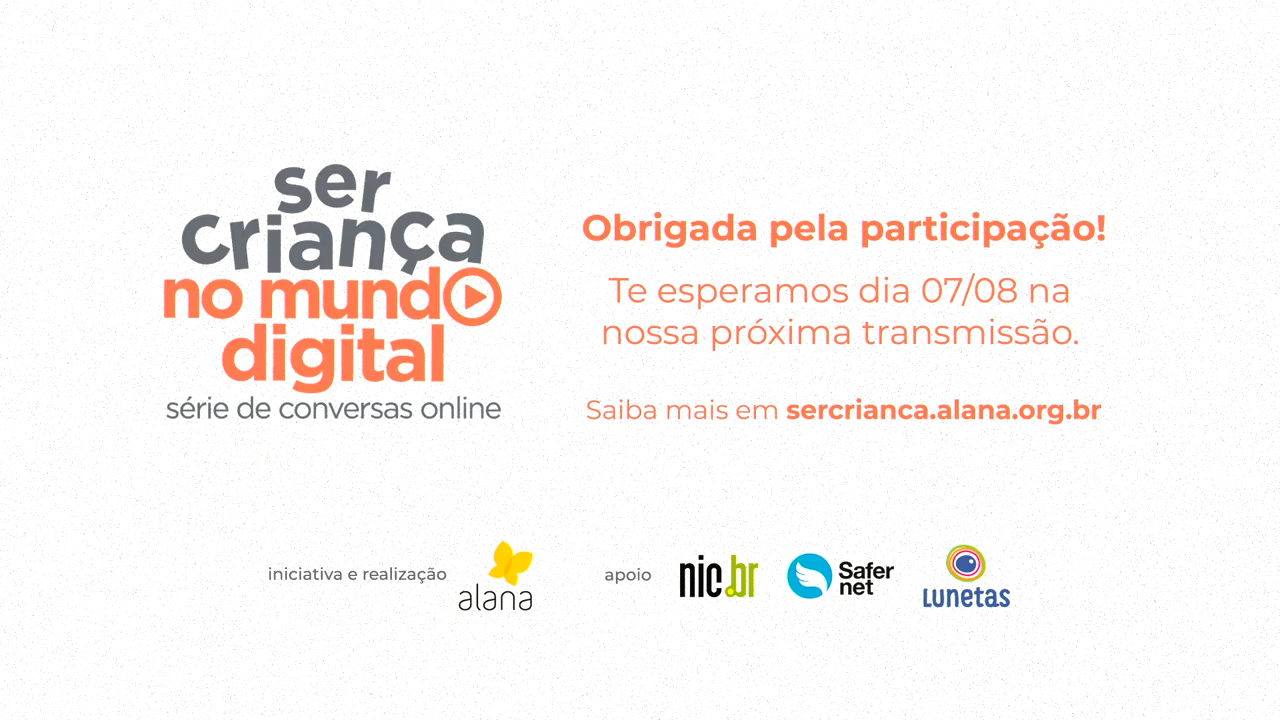 ser
criança
no mundo
digital
série de conversas online
Obrigada pela participação!
Te esperamos dia 07/08 na
nossa próxima transmissão.
Saiba mais em sercrianca.alana.org.br
iniciativa e realização
alana
apoio
nic.br
Safer
net
Lunetas